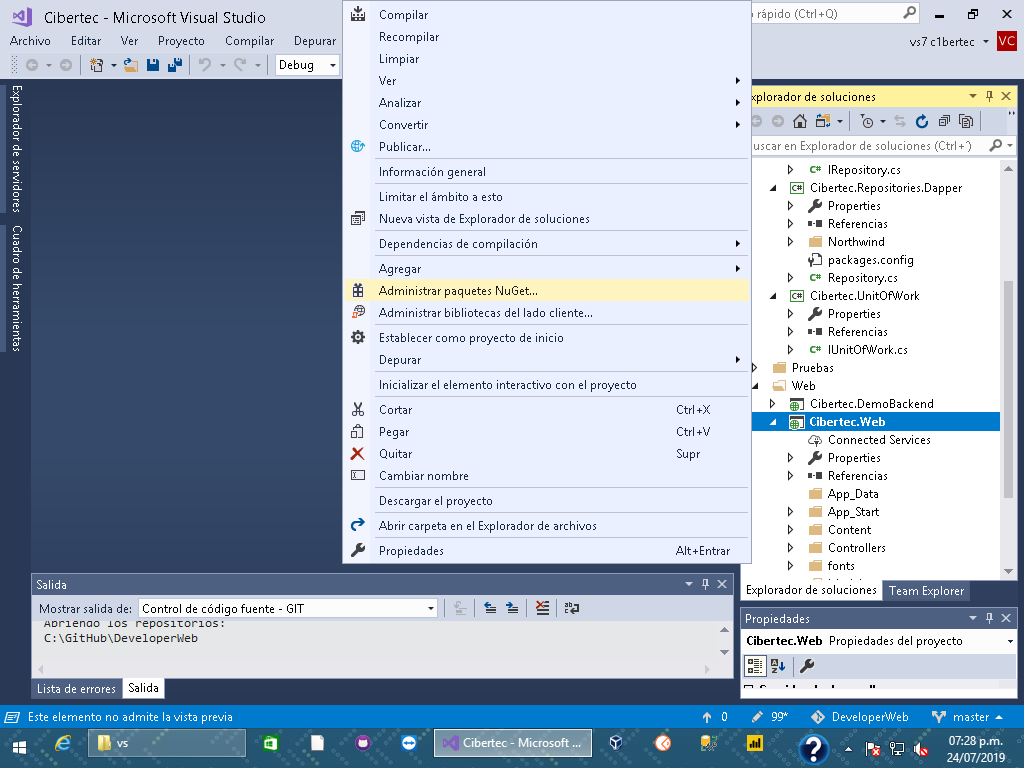 Cibertec - Microsoft Visual Studio
rápido (Ctrl+Q)
Archivo Editar Ver Proyecto Compilar Depurar
vs7 c1bertec VC
Debug
Explorador de servidores
Cuadro de herramientas
Compilar
Recompilar
Limpiar
Ver
Analizar
Convertir
Publicar...
Información general
Limitar el ámbito a esto
Nueva vista de Explorador de soluciones
Dependencias de compilación
Agregar
Administrar paquetes NuGet...
Administrar bibliotecas del lado cliente...
Establecer como proyecto de inicio
Depurar
Inicializar el elemento interactivo con el proyecto
Cortar Ctrl+X
Pegar Ctrl+V
Quitar Supr
Cambiar nombre
Descargar el proyecto
Abrir carpeta en el Explorador de archivos
Propiedades Alt+Entrar
xplorador de soluciones
uscar en Explorador de soluciones (Ctrl+´)
C# IRepository.cs
C# Cibertec.Repositories.Dapper
Properties
Referencias
Northwind
packages.config
C# Repository.cs
C# Cibertec.UnitOfWork
Properties
Referencias
C# IUnitOfWork.cs
Pruebas
Web
Cibertec.DemoBackend
Cibertec.Web
Connected Services
Properties
Referencias
App_Data
App_Start
Content
Controllers
fonts
Explorador de soluciones Team Explorer
Propiedades
Cibertec.Web Propiedades del proyecto
Salida
Mostrar salida de: Control de código fuente - GIT
Abriendo los repositorios:
C:\GitHub\DeveloperWeb
Lista de errores Salida
Este elemento no admite la vista previa
0 99* DeveloperWeb master
vs
Cibertec - Microsoft ...
07:28 p.m.
24/07/2019